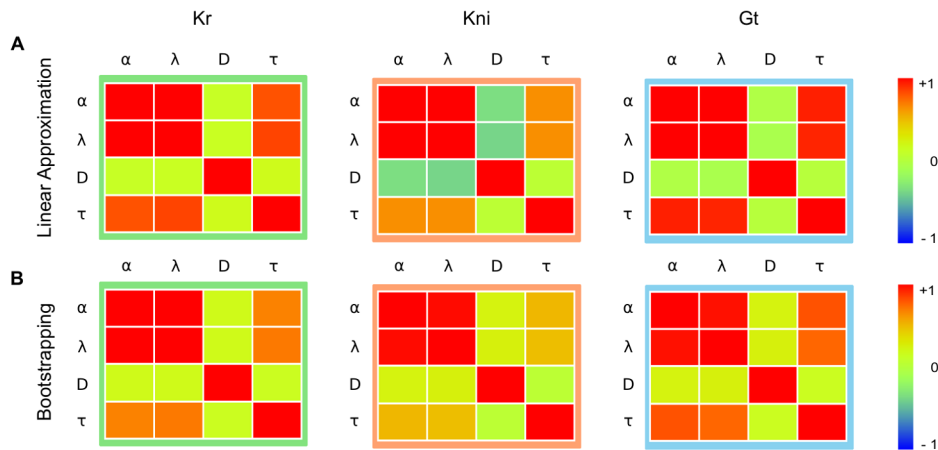 Kr Kni Gt
A
Linear Approximation
α λ D τ α λ D τ α λ D τ
α α α +1
λ λ λ
0
D D D
τ τ τ
- 1
B
Bootstrapping
α λ D τ α λ D τ α λ D τ
α α α +1
λ λ λ
0
D D D
τ τ τ
- 1